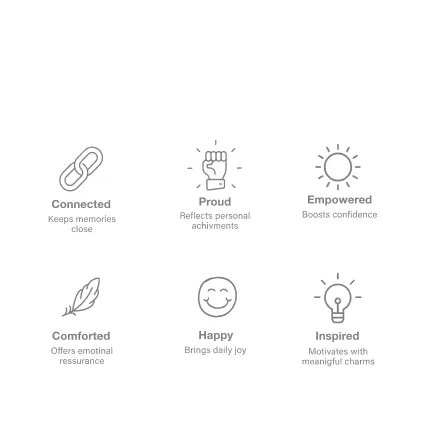 Connected
Keeps memories
close
Proud
Reflects personal
achivments
Empowered
Boosts confidence
Comforted
Offers emotinal
ressurance
Happy
Brings daily joy
Inspired
Motivates with
meanigful charms